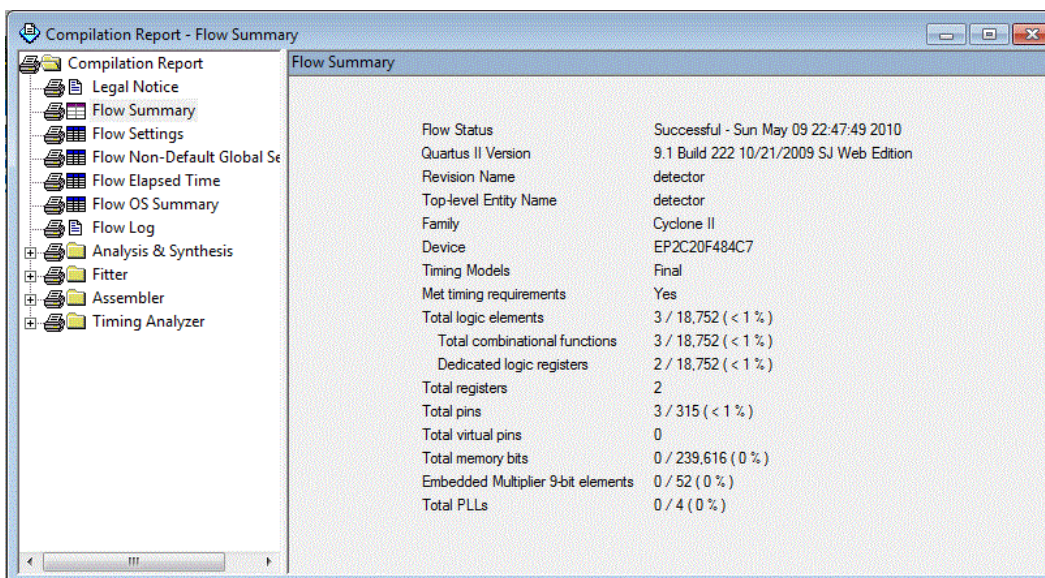 Compilation Report - Flow Summary
Compilation Report
Legal Notice
Flow Summary
Flow Settings
Flow Non-Default Global Se
Flow Elapsed Time
Flow OS Summary
Flow Log
Analysis & Synthesis
Fitter
Assembler
Timing Analyzer
Flow Summary
Flow Status Successful - Sun May 09 22:47:49 2010
Quartus II Version 9.1 Build 222 10/21/2009 SJ Web Edition
Revision Name detector
Top-level Entity Name detector
Family Cyclone II
Device EP2C20F484C7
Timing Models Final
Met timing requirements Yes
Total logic elements 3 / 18,752 ( < 1 % )
Total combinational functions 3 / 18,752 ( < 1 % )
Dedicated logic registers 2 / 18,752 ( < 1 % )
Total registers 2
Total pins 3 / 315 ( < 1 % )
Total virtual pins 0
Total memory bits 0 / 239,616 ( 0 % )
Embedded Multiplier 9-bit elements 0 / 52 ( 0 % )
Total PLLs 0 / 4 ( 0 % )